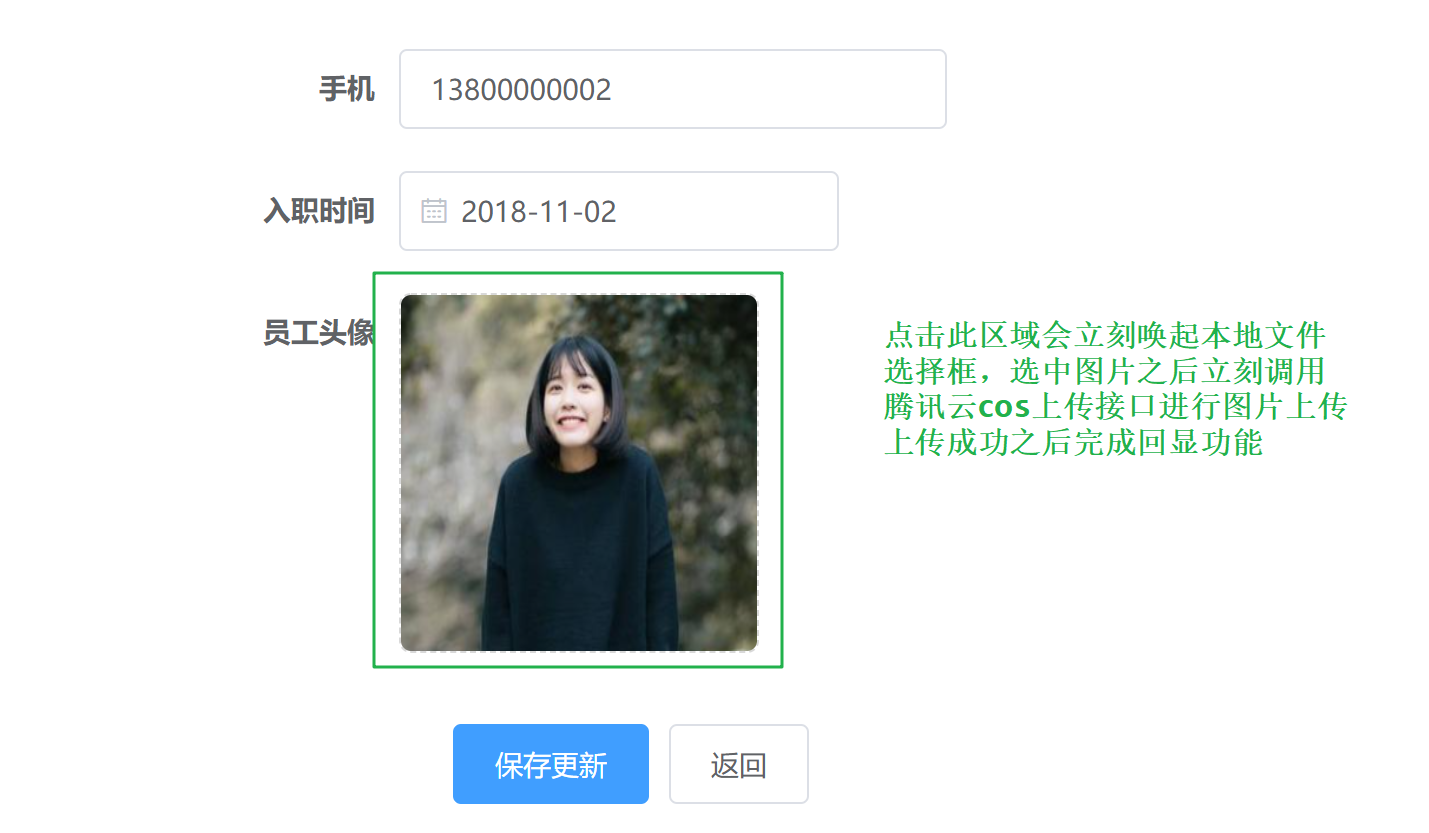 手机
13800000002
入职时间
2018-11-02
员工头像
点击此区域会立刻唤起本地文件
选择框，选中图片之后立刻调用
腾讯云cos上传接口进行图片上传
上传成功之后完成回显功能
保存更新
返回